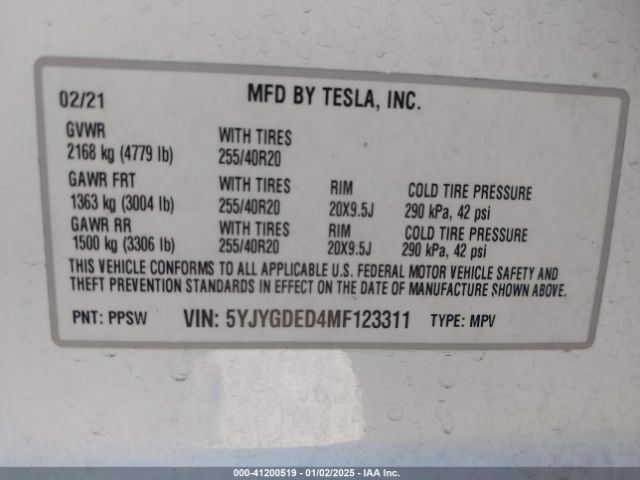 02/21 MFD BY TESLA, INC.
GVWR WITH TIRES
2168 kg (4779 lb) 255/40R20
GAWR FRT WITH TIRES RIM COLD TIRE PRESSURE
1363 kg (3004 lb) 255/40R20 20X9.5J 290 kPa, 42 psi
GAWR RR WITH TIRES RIM COLD TIRE PRESSURE
1500 kg (3306 lb) 255/40R20 20X9.5J 290 kPa, 42 psi
THIS VEHICLE CONFORMS TO ALL APPLICABLE U.S. FEDERAL MOTOR VEHICLE SAFETY AND
THEFT PREVENTION STANDARDS IN EFFECT ON THE DATE OF MANUFACTURE SHOWN ABOVE.
PNT: PPSW VIN: 5YJYGDED4MF123311 TYPE: MPV
000-41200519 - 01/02/2025 - IAA Inc.